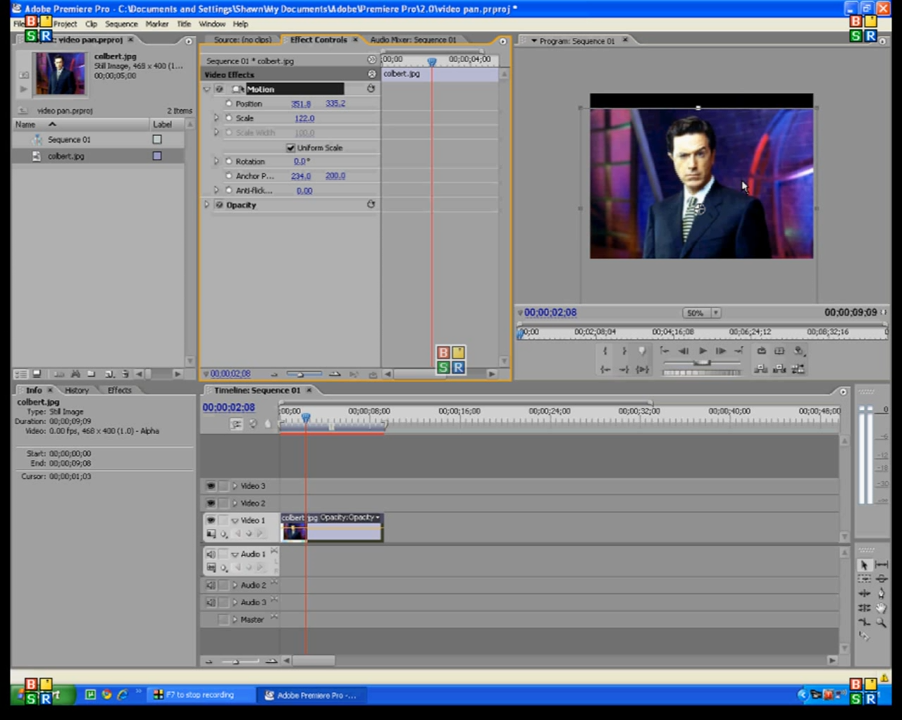 Adobe Premiere Pro - C:\Documents and Settings\Shawn\My Documents\Adobe\Premiere Pro\2.0\video pan.prproj *
Project Clip Sequence Marker Title Window Help
B S R
B S R
video pan.prproj
colbert.jpg
Still Image, 468 x 400 (1...
00;00;05;00
video pan.prproj 2 Items
Name Label
Sequence 01
colbert.jpg
Source: (no clips) Effect Controls Audio Mixer: Sequence 01
Sequence 01 * colbert.jpg
;00;00 00;00;04;00
Video Effects colbert.jpg
Motion
Position 351.8 335.2
Scale 122.0
Scale Width 100.0
Uniform Scale
Rotation 0.0°
Anchor P... 234.0 200.0
Anti-flick... 0.00
Opacity
00;00;02;08
B S R
Program: Sequence 01
00;00;02;08 50% 00;00;09;09
00;00 00;02;08;04 00;04;16;08 00;06;24;12 00;08;32;16
Info History Effects
colbert.jpg
Type: Still Image
Duration: 00;00;09;09
Video: 0.00 fps, 468 x 400 (1.0) - Alpha
Start: 00;00;00;00
End: 00;00;09;08
Cursor: 00;00;01;03
Timeline: Sequence 01
00;00;02;08
;00;00 00;00;08;00 00;00;16;00 00;00;24;00 00;00;32;00 00;00;40;00 00;00;48;00
Video 3
Video 2
Video 1
colbert.jpg Opacity:Opacity
Audio 1
Audio 2
Audio 3
Master
0
B S R
F7 to stop recording
Adobe Premiere Pro -...
B S R